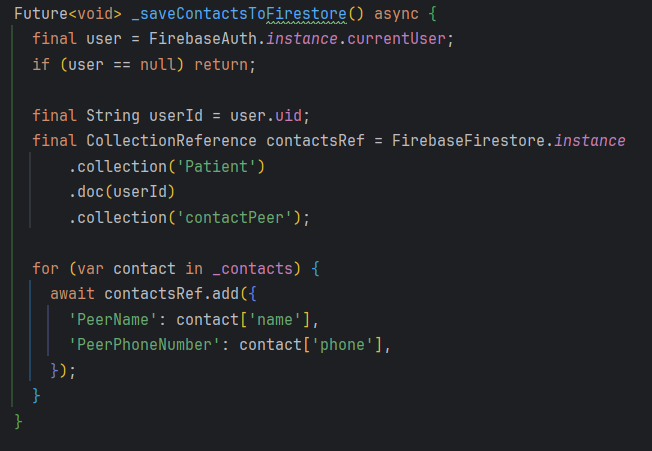 Future<void> _saveContactsToFirestore() async {
  final user = FirebaseAuth.instance.currentUser;
  if (user == null) return;

  final String userId = user.uid;
  final CollectionReference contactsRef = FirebaseFirestore.instance
      .collection('Patient')
      .doc(userId)
      .collection('contactPeer');

  for (var contact in _contacts) {
    await contactsRef.add({
      'PeerName': contact['name'],
      'PeerPhoneNumber': contact['phone'],
    });
  }
}